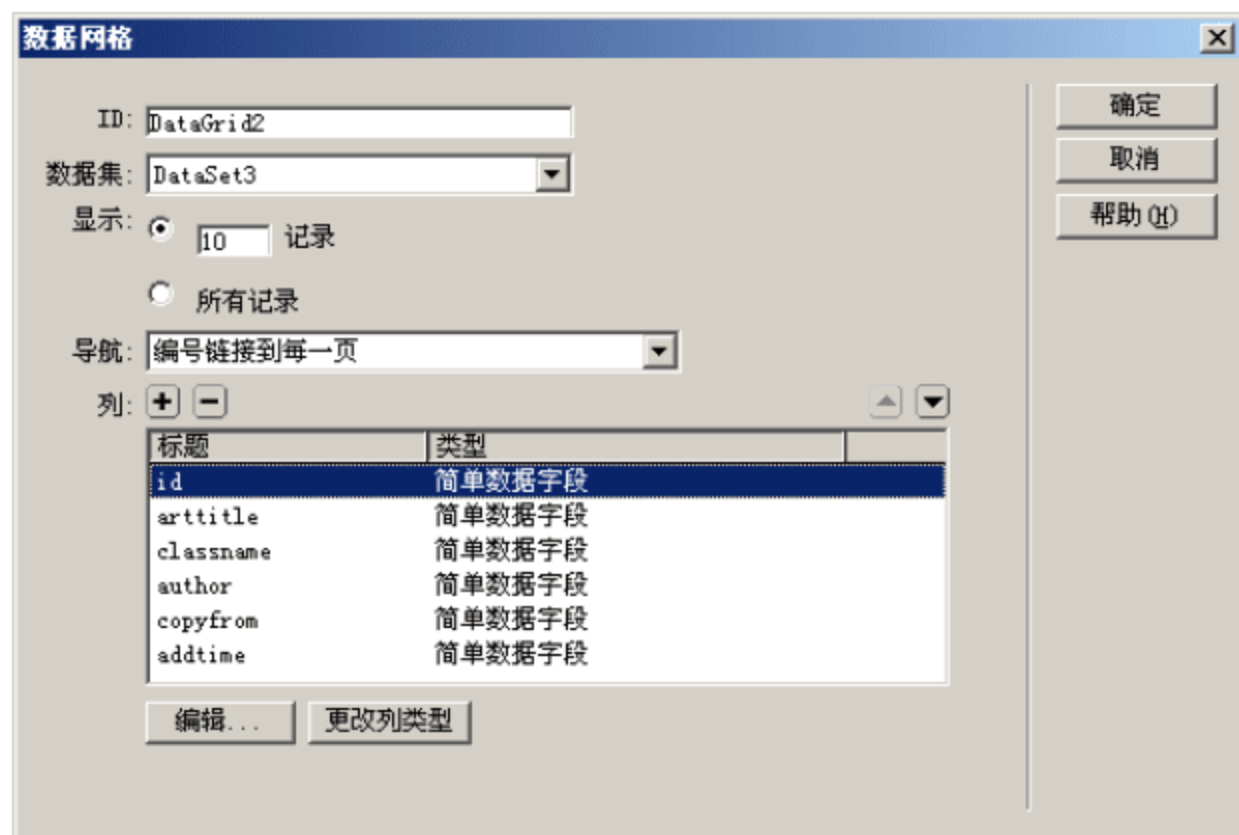 数据网格
ID: DataGrid2
数据集: DataSet3
显示: 10 记录
所有记录
导航: 编号链接到每一页
列:
标题 类型
id 简单数据字段
arttitle 简单数据字段
classname 简单数据字段
author 简单数据字段
copyfrom 简单数据字段
addtime 简单数据字段
编辑... 更改列类型
确定
取消
帮助(H)